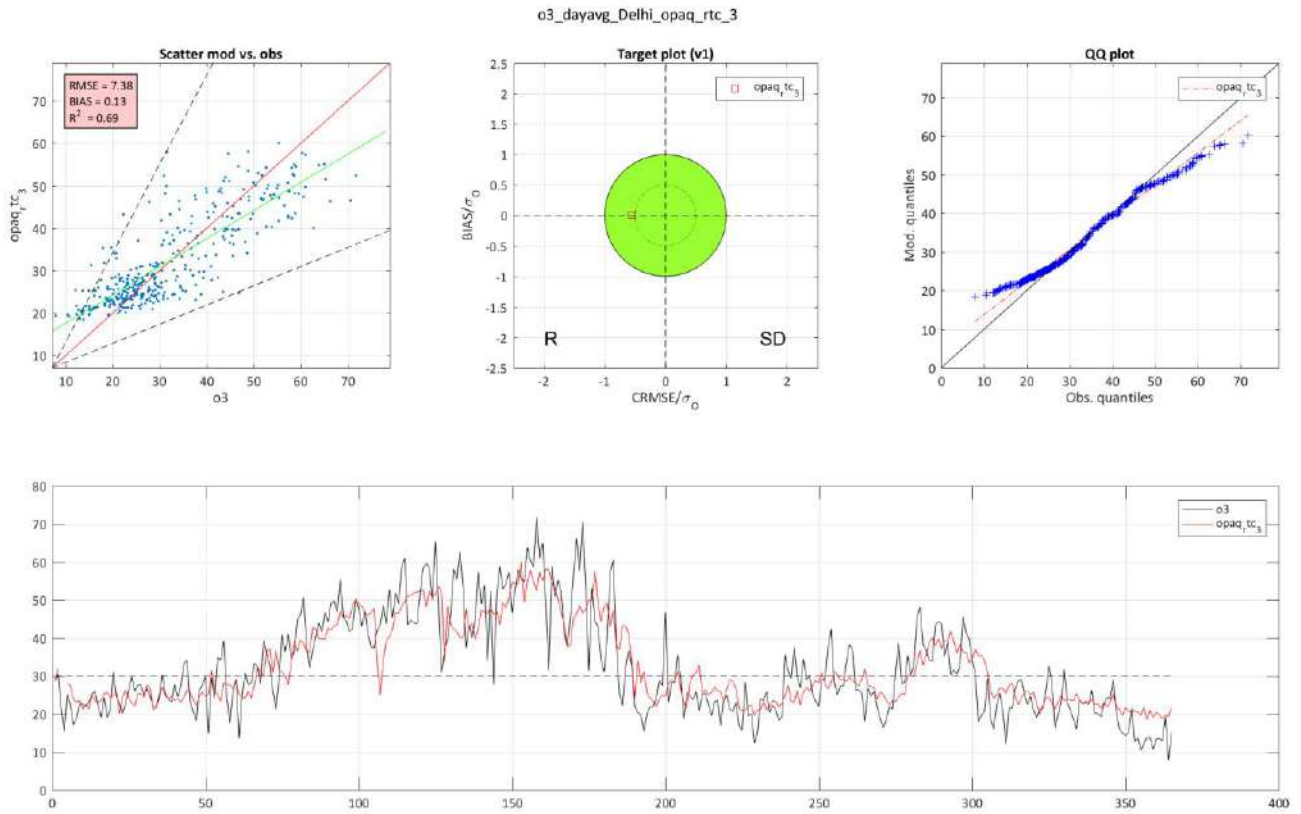 o3_dayavg_Delhi_opaq_rtc_3
Scatter mod vs. obs
RMSE = 7.38
BIAS = 0.13
R² = 0.69
opaq_rtc_3
70
60
50
40
30
20
10
10 20 30 40 50 60 70
o3
Target plot (v1)
opaq_rtc_3
BIAS/σ_O
2.5
2
1.5
1
0.5
0
-0.5
-1
-1.5
-2
-2.5
R
SD
-2 -1 0 1 2
CRMSE/σ_O
QQ plot
opaq_rtc_3
Mod. quantiles
70
60
50
40
30
20
10
0
0 10 20 30 40 50 60 70
Obs. quantiles
o3
opaq_rtc_3
80
70
60
50
40
30
20
10
0
0 50 100 150 200 250 300 350 400